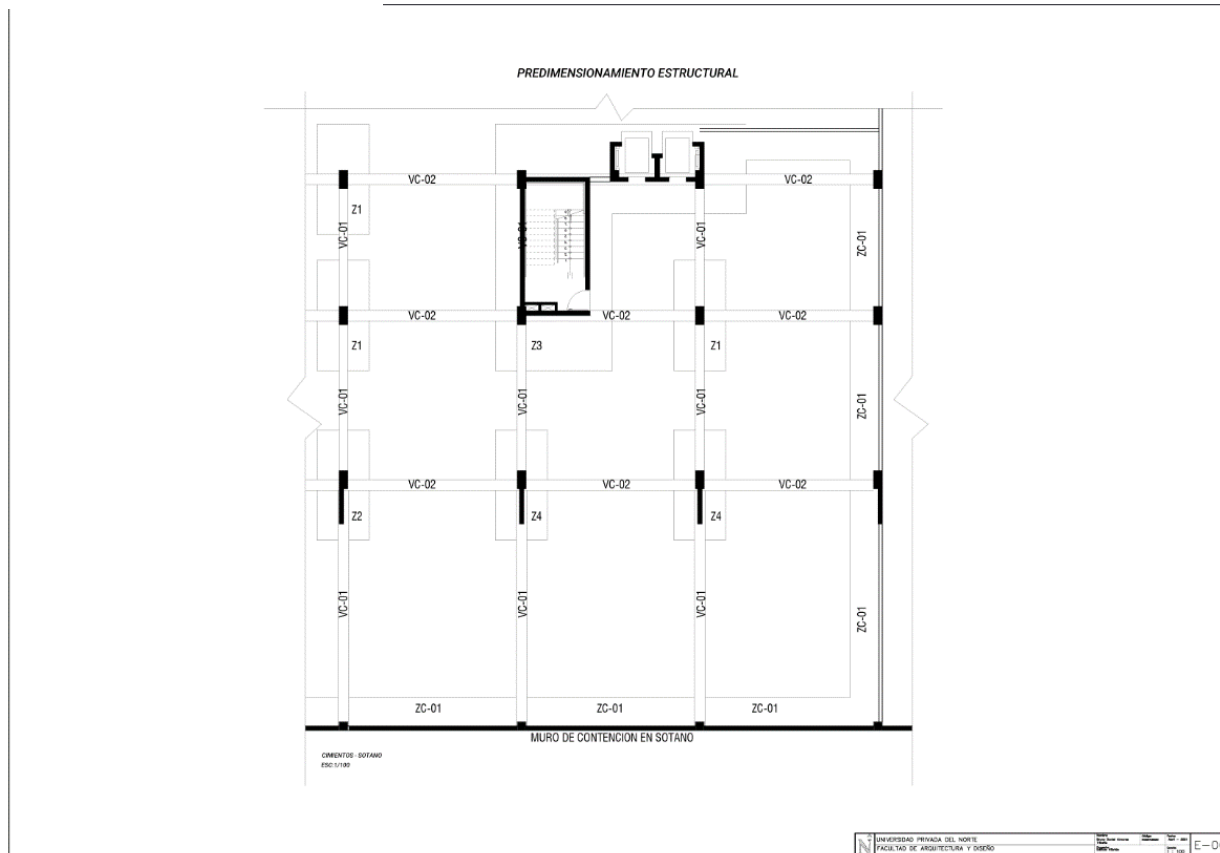 PREDIMENSIONAMIENTO ESTRUCTURAL
VC-02
VC-02
Z1
VC-01
VC-01
VC-01
ZC-01
VC-02
VC-02
VC-02
Z1
Z3
Z1
VC-01
VC-01
VC-01
ZC-01
VC-02
VC-02
VC-02
Z2
Z4
Z4
VC-01
VC-01
VC-01
ZC-01
ZC-01
ZC-01
ZC-01
MURO DE CONTENCION EN SOTANO
CIMIENTOS - SOTANO
ESC:1/100
UNIVERSIDAD PRIVADA DEL NORTE
FACULTAD DE ARQUITECTURA Y DISEÑO